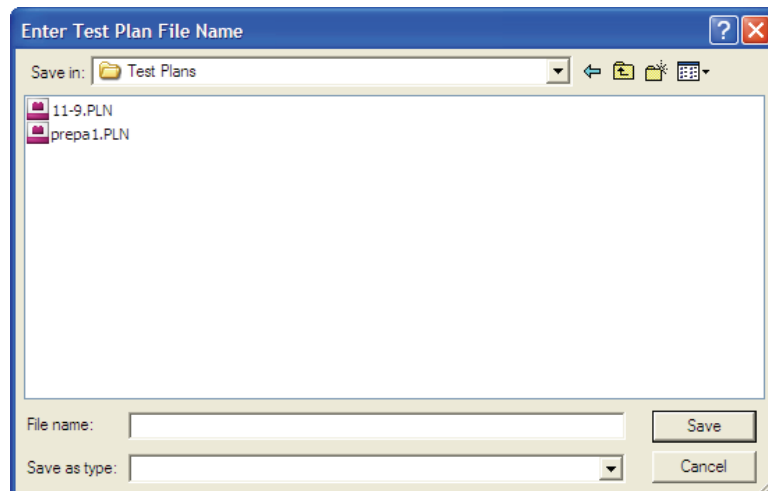 Enter Test Plan File Name
Save in: Test Plans
11-9.PLN
prepa1.PLN
File name:
Save
Save as type:
Cancel